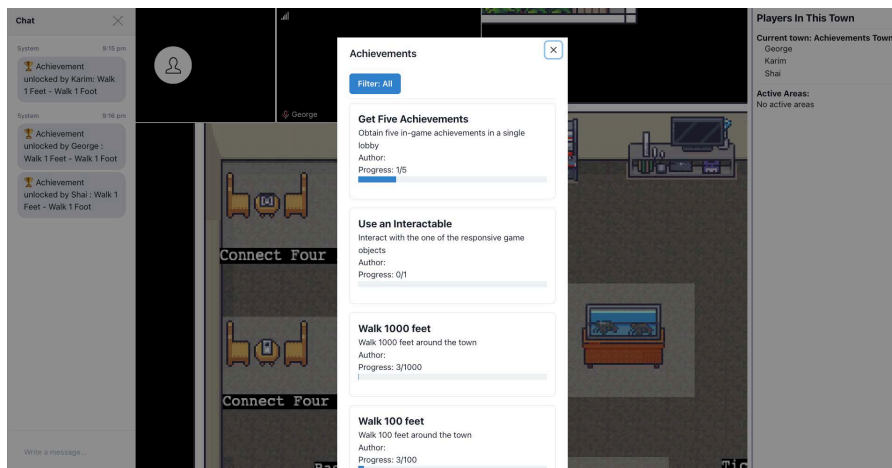 Chat
System 9:15 pm
🏆 Achievement
unlocked by Karim: Walk
1 Feet - Walk 1 Foot
System 9:16 pm
🏆 Achievement
unlocked by George :
Walk 1 Feet - Walk 1 Foot
🏆 Achievement
unlocked by Shai : Walk 1
Feet - Walk 1 Foot
Write a message...
George
Connect Four
Connect Four
Achievements
Filter: All
Get Five Achievements
Obtain five in-game achievements in a single
lobby
Author:
Progress: 1/5
Use an Interactable
Interact with the one of the responsive game
objects
Author:
Progress: 0/1
Walk 1000 feet
Walk 1000 feet around the town
Author:
Progress: 3/1000
Walk 100 feet
Walk 100 feet around the town
Author:
Progress: 3/100
Players In This Town
Current town: Achievements Town
George
Karim
Shai
Active Areas:
No active areas